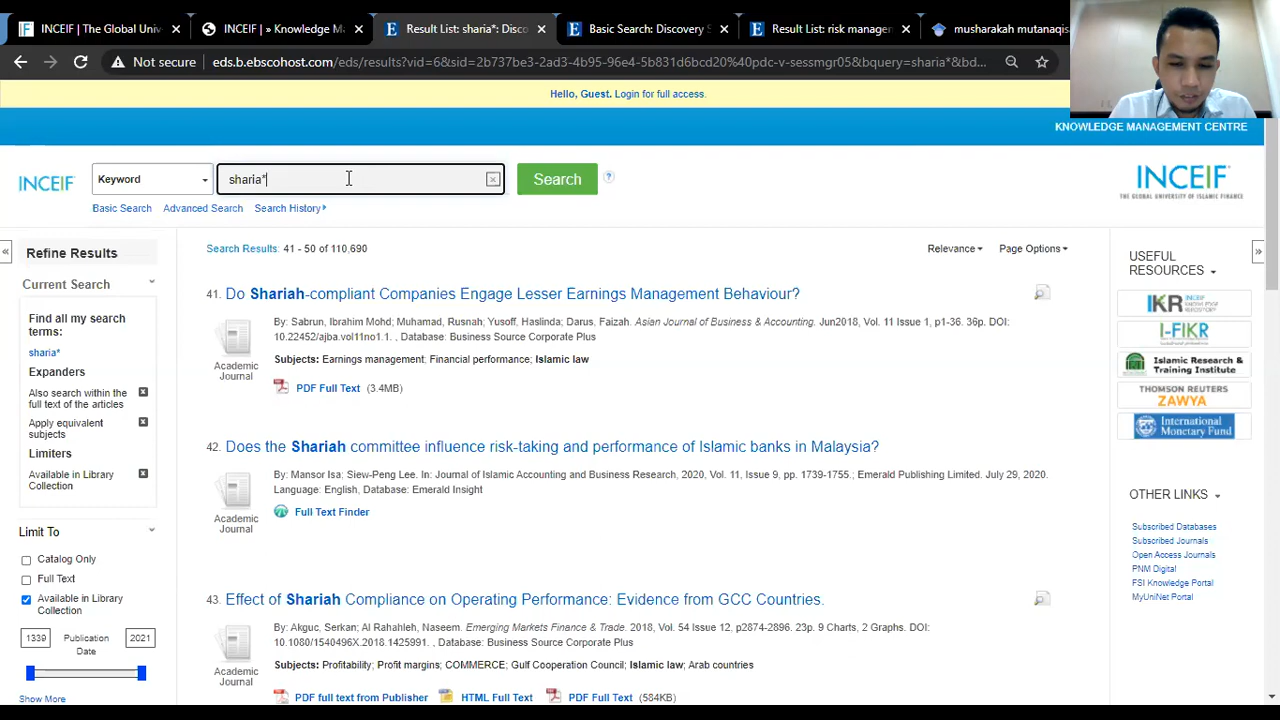 INCEIF | The Global Univ
INCEIF | » Knowledge Ma
Result List: sharia*: Disco
Basic Search: Discovery S
Result List: risk managem
musharakah mutanaqis
Not secure
eds.b.ebscohost.com/eds/results?vid=6&sid=2b737be3-2ad3-4b95-96e4-5b831d6bcd20%40pdc-v-sessmgr05&bquery=sharia*&bd...
Hello, Guest. Login for full access.
KNOWLEDGE MANAGEMENT CENTRE
INCEIF
Keyword
sharia*
Search
?
INCEIF
THE GLOBAL UNIVERSITY OF ISLAMIC FINANCE
Basic Search Advanced Search Search History
«
Refine Results
Search Results: 41 - 50 of 110,690
Relevance Page Options
»
Current Search
Find all my search
terms:
sharia*
Expanders
Also search within the
full text of the articles
Apply equivalent
subjects
Limiters
Available in Library
Collection
Limit To
Catalog Only
Full Text
Available in Library
Collection
1339 Publication
Date 2021
Show More
41. Do Shariah-compliant Companies Engage Lesser Earnings Management Behaviour?
By: Sabrun, Ibrahim Mohd; Muhamad, Rusnah; Yusoff, Haslinda; Darus, Faizah. Asian Journal of Business & Accounting. Jun2018, Vol. 11 Issue 1, p1-36. 36p. DOI:
10.22452/ajba.vol11no1.1. , Database: Business Source Corporate Plus
Subjects: Earnings management; Financial performance; Islamic law
Academic
Journal
PDF Full Text (3.4MB)
42. Does the Shariah committee influence risk-taking and performance of Islamic banks in Malaysia?
By: Mansor Isa; Siew-Peng Lee. In: Journal of Islamic Accounting and Business Research, 2020, Vol. 11, Issue 9, pp. 1739-1755.; Emerald Publishing Limited. July 29, 2020.
Language: English, Database: Emerald Insight
Academic
Journal
Full Text Finder
43. Effect of Shariah Compliance on Operating Performance: Evidence from GCC Countries.
By: Akguc, Serkan; Al Rahahleh, Naseem. Emerging Markets Finance & Trade. 2018, Vol. 54 Issue 12, p2874-2896. 23p. 9 Charts, 2 Graphs. DOI:
10.1080/1540496X.2018.1425991. , Database: Business Source Corporate Plus
Subjects: Profitability; Profit margins; COMMERCE; Gulf Cooperation Council; Islamic law; Arab countries
Academic
Journal
PDF full text from Publisher HTML Full Text PDF Full Text (584KB)
USEFUL
RESOURCES
IKR INCEIF
KNOWLEDGE
REPOSITORY
I-FIKR
Islamic Research &
Training Institute
THOMSON REUTERS
ZAWYA
International
Monetary Fund
OTHER LINKS
Subscribed Databases
Subscribed Journals
Open Access Journals
PNM Digital
FSI Knowledge Portal
MyUniNet Portal